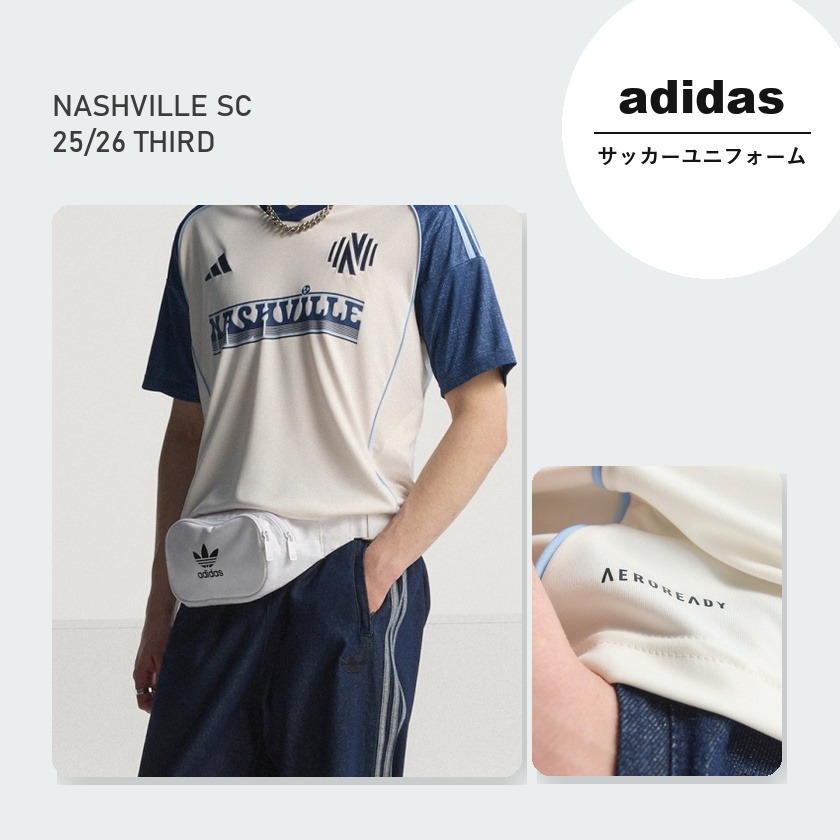 NASHVILLE SC
25/26 THIRD
adidas
サッカーユニフォーム
NASHVILLE
adidas
AEROREADY